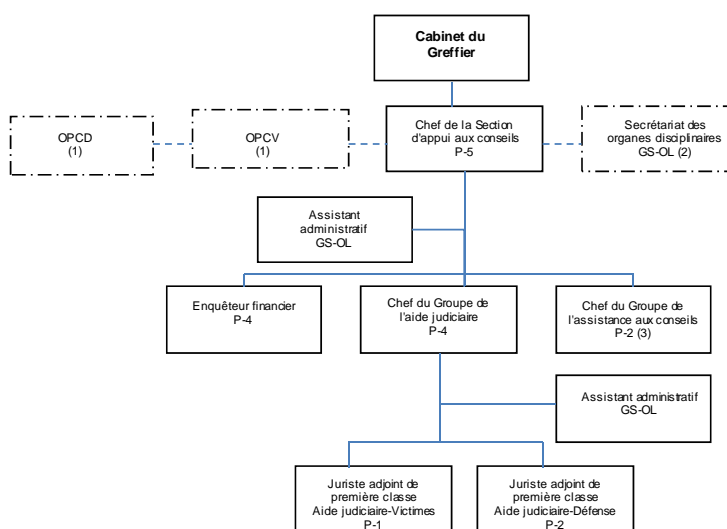 Cabinet du
Greffier
OPCD
(1)
OPCV
(1)
Chef de la Section
d'appui aux conseils
P-5
Secrétariat des
organes disciplinaires
GS-OL (2)
Assistant
administratif
GS-OL
Enquêteur financier
P-4
Chef du Groupe de
l'aide judiciaire
P-4
Chef du Groupe de
l'assistance aux conseils
P-2 (3)
Assistant administratif
GS-OL
Juriste adjoint de
première classe
Aide judiciaire-Victimes
P-1
Juriste adjoint de
première classe
Aide judiciaire-Défense
P-2